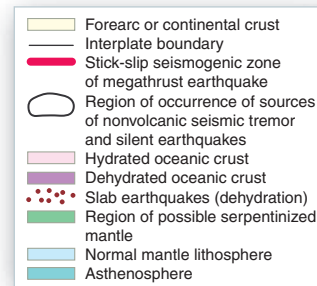 Forearc or continental crust
Interplate boundary
Stick-slip seismogenic zone
of megathrust earthquake
Region of occurrence of sources
of nonvolcanic seismic tremor
and silent earthquakes
Hydrated oceanic crust
Dehydrated oceanic crust
Slab earthquakes (dehydration)
Region of possible serpentinized
mantle
Normal mantle lithosphere
Asthenosphere